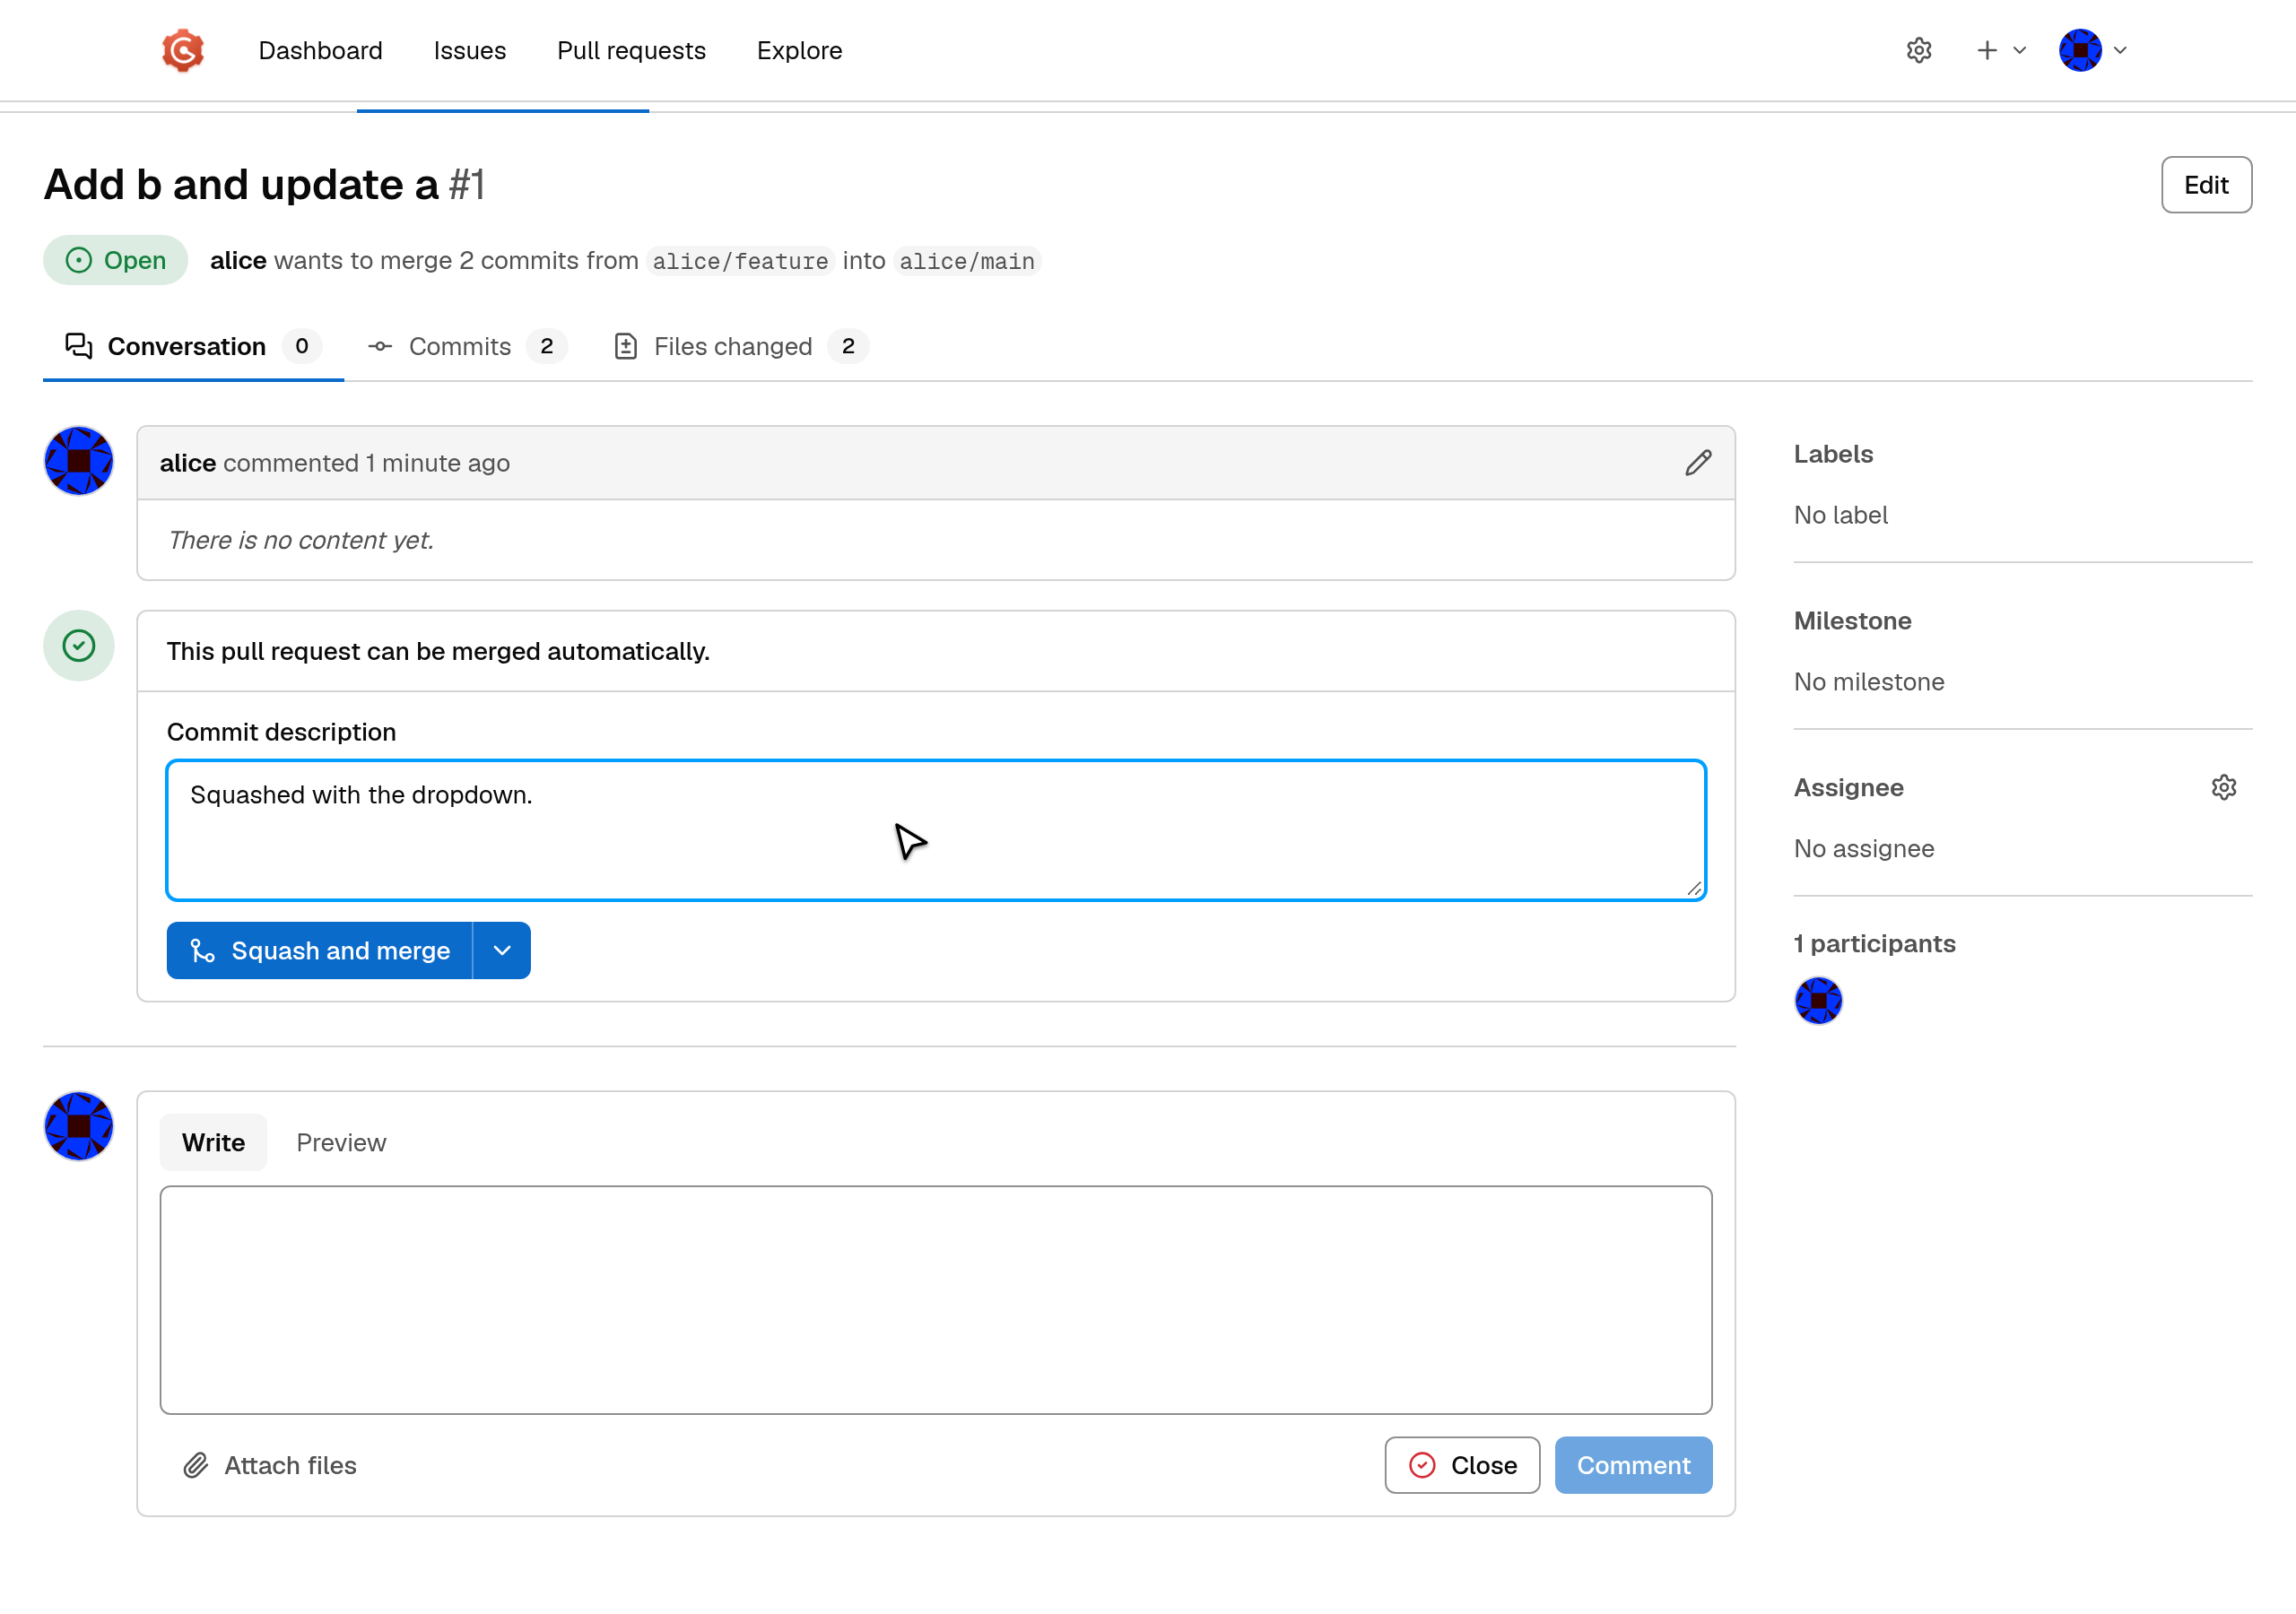 Dashboard Issues Pull requests Explore
Add b and update a #1
Edit
Open alice wants to merge 2 commits from alice/feature into alice/main
Conversation 0 Commits 2 Files changed 2
alice commented 1 minute ago
There is no content yet.
This pull request can be merged automatically.
Commit description
Squashed with the dropdown.
Squash and merge
Labels
No label
Milestone
No milestone
Assignee
No assignee
1 participants
Write Preview
Attach files
Close Comment